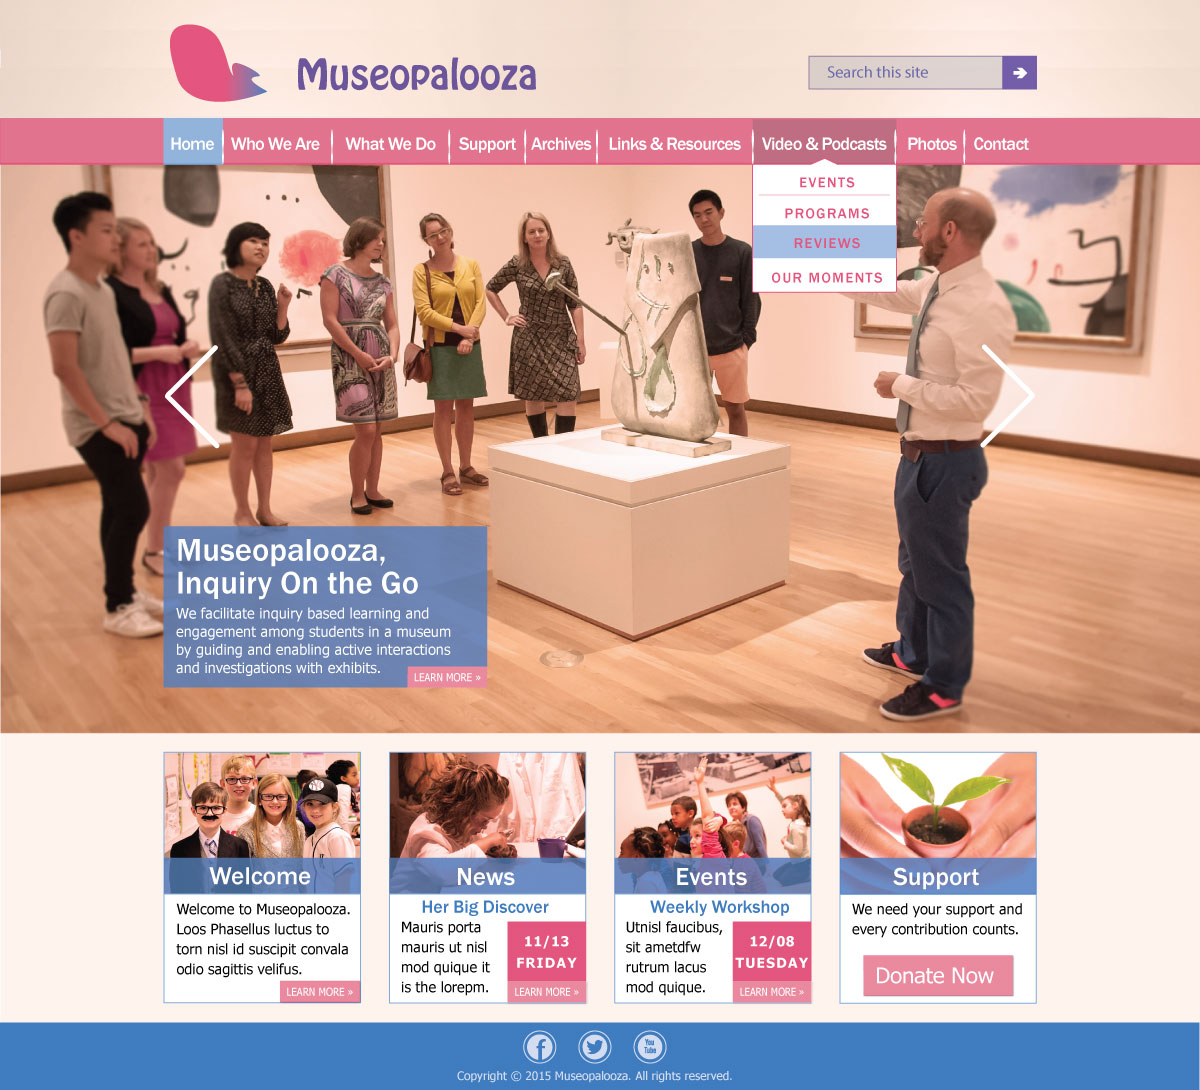 Museopalooza
Search this site
Home Who We Are What We Do Support Archives Links & Resources Video & Podcasts Photos Contact
EVENTS
PROGRAMS
REVIEWS
OUR MOMENTS
Museopalooza,
Inquiry On the Go
We facilitate inquiry based learning and
engagement among students in a museum
by guiding and enabling active interactions
and investigations with exhibits.
LEARN MORE »
Welcome
Welcome to Museopalooza.
Loos Phasellus luctus to
torn nisl id suscipit convala
odio sagittis velifus.
LEARN MORE »
News
Her Big Discover
Mauris porta
mauris ut nisl
mod quique it
is the lorepm.
11/13
FRIDAY
LEARN MORE »
Events
Weekly Workshop
Utnisl faucibus,
sit ametdfw
rutrum lacus
mod quique.
12/08
TUESDAY
LEARN MORE »
Support
We need your support and
every contribution counts.
Donate Now
You
Tube
Copyright © 2015 Museopalooza. All rights reserved.